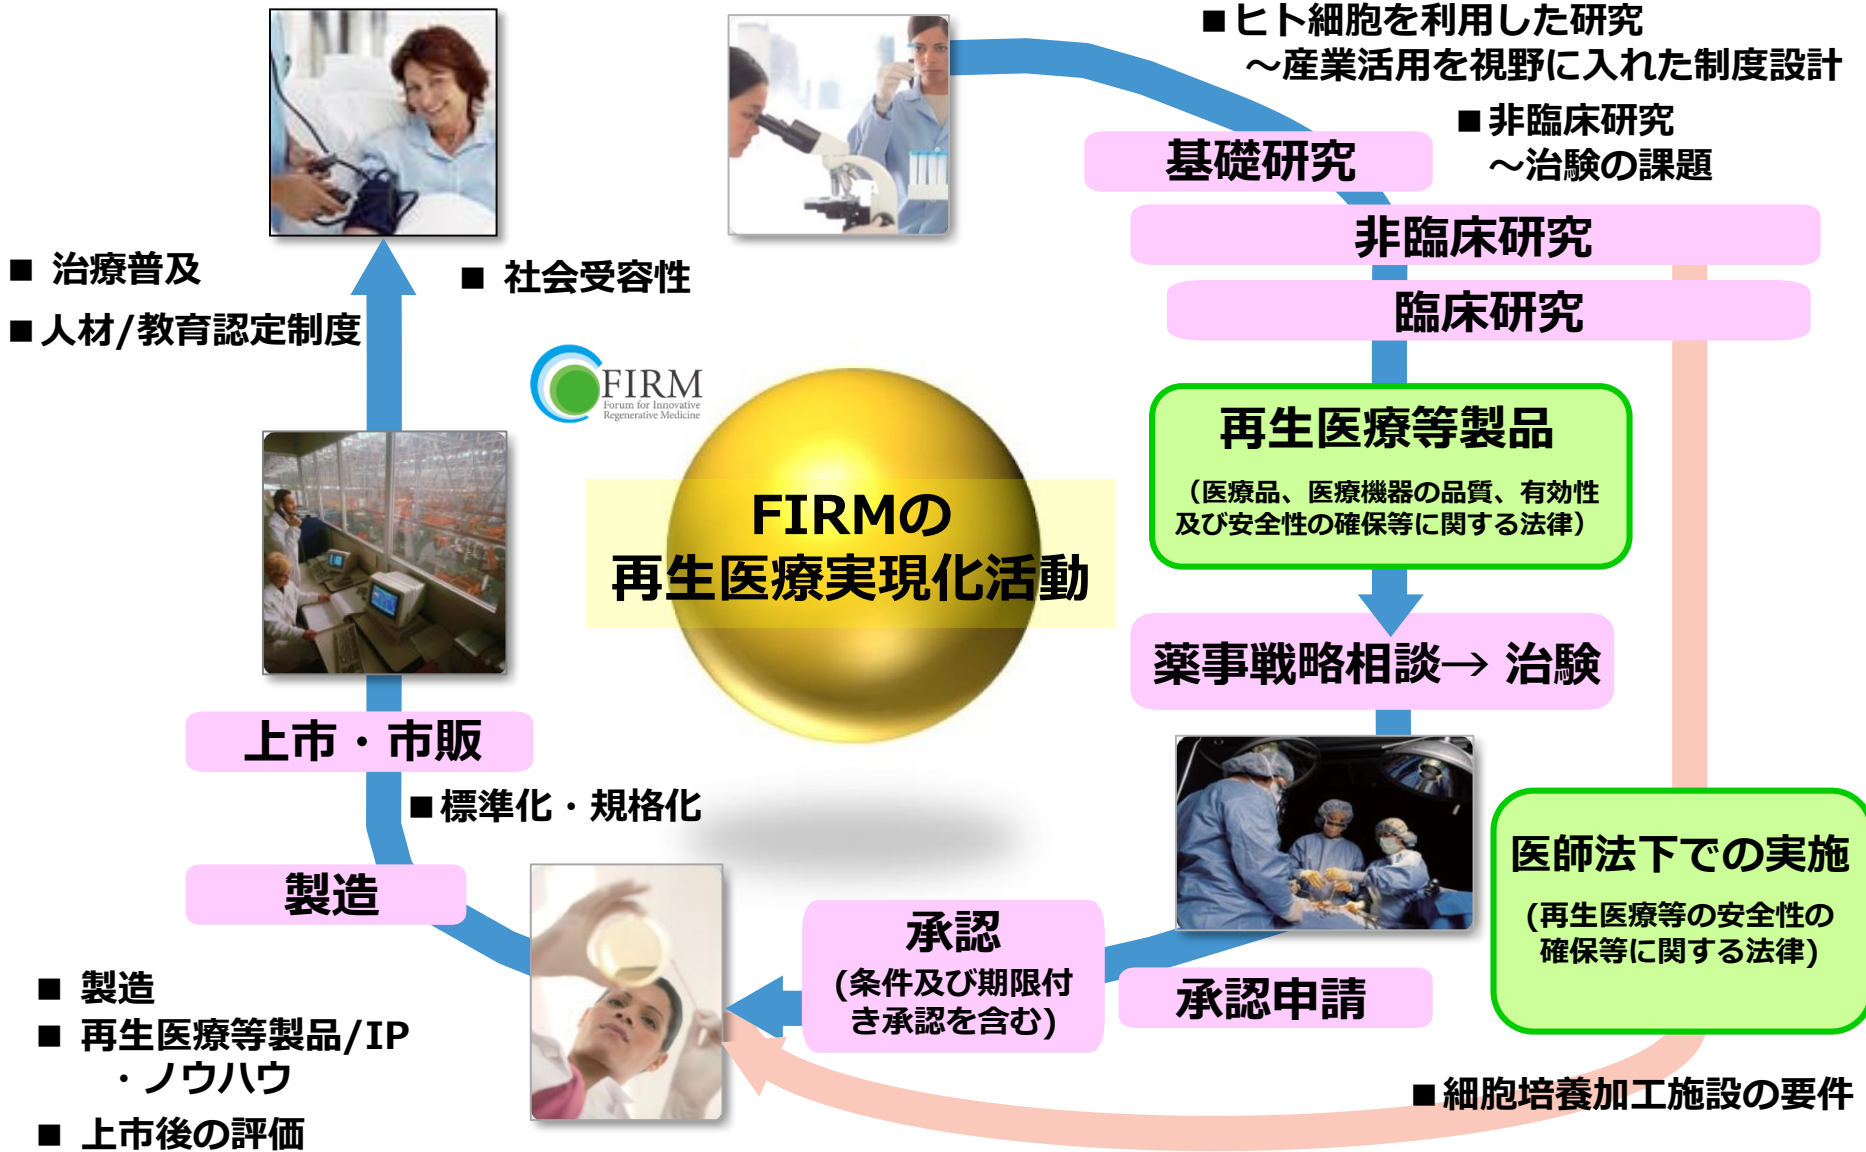 ■ ヒト細胞を利用した研究
～産業活用を視野に入れた制度設計
■ 非臨床研究
～治験の課題
基礎研究
非臨床研究
臨床研究
■ 治療普及
■ 社会受容性
■ 人材/教育認定制度
FIRM
Forum for Innovative
Regenerative Medicine
再生医療等製品
（医療品、医療機器の品質、有効性
及び安全性の確保等に関する法律）
FIRMの
再生医療実現化活動
薬事戦略相談→ 治験
上市・市販
■ 標準化・規格化
製造
医師法下での実施
(再生医療等の安全性の
確保等に関する法律)
承認
(条件及び期限付
き承認を含む)
承認申請
■ 製造
■ 再生医療等製品/IP
・ノウハウ
■ 上市後の評価
■ 細胞培養加工施設の要件